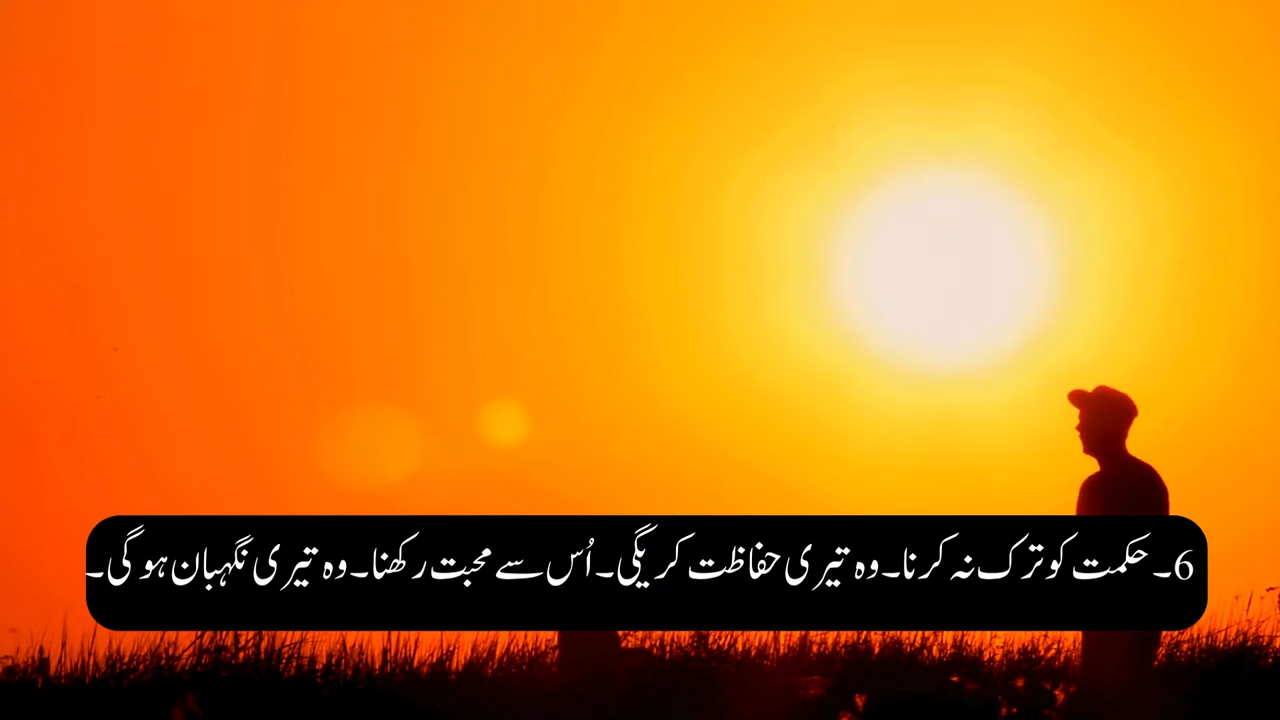 6۔ حکمت کو ترک نہ کرنا۔ وہ تیری حفاظت کریگی۔ اُس سے محبت رکھنا۔ وہ تیری نگہبان ہو گی۔